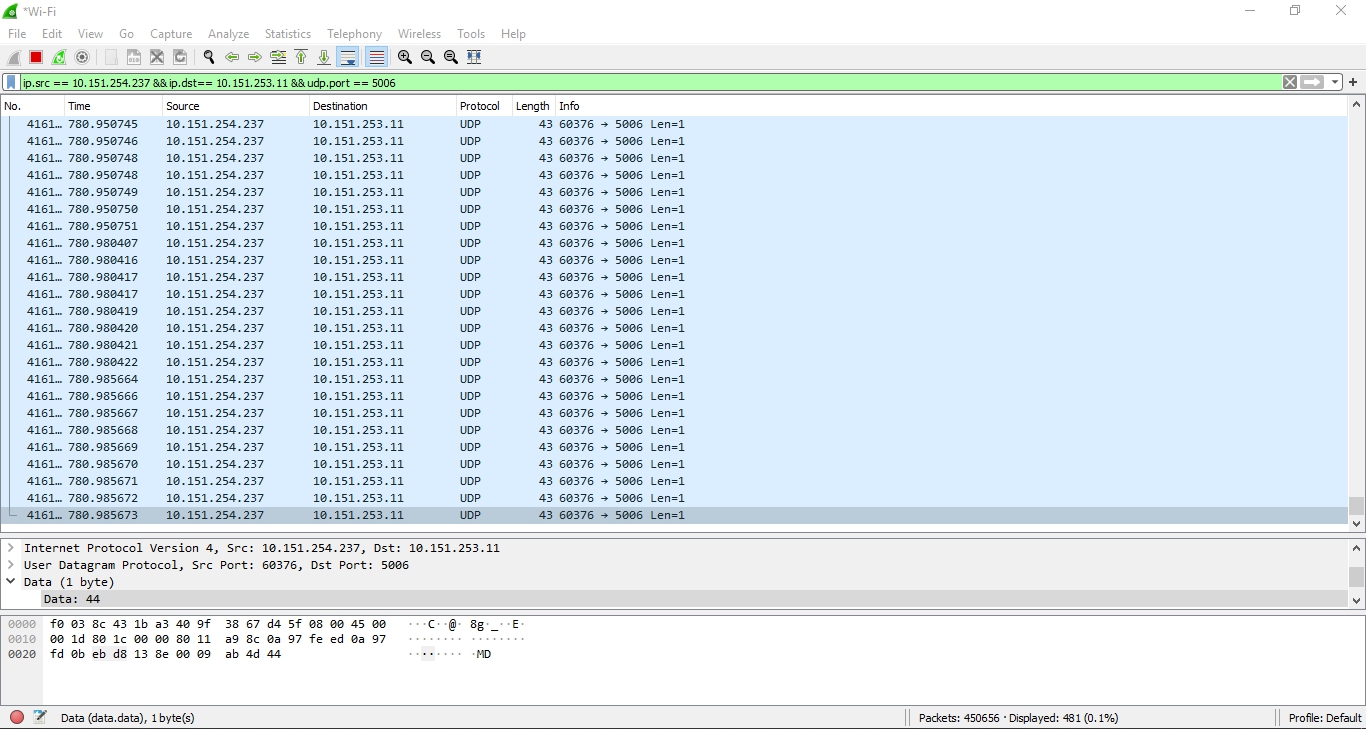 *Wi-Fi
File Edit View Go Capture Analyze Statistics Telephony Wireless Tools Help
ip.src == 10.151.254.237 && ip.dst== 10.151.253.11 && udp.port == 5006
No. Time Source Destination Protocol Length Info
4161… 780.950745 10.151.254.237 10.151.253.11 UDP 43 60376 → 5006 Len=1
4161… 780.950746 10.151.254.237 10.151.253.11 UDP 43 60376 → 5006 Len=1
4161… 780.950748 10.151.254.237 10.151.253.11 UDP 43 60376 → 5006 Len=1
4161… 780.950748 10.151.254.237 10.151.253.11 UDP 43 60376 → 5006 Len=1
4161… 780.950749 10.151.254.237 10.151.253.11 UDP 43 60376 → 5006 Len=1
4161… 780.950750 10.151.254.237 10.151.253.11 UDP 43 60376 → 5006 Len=1
4161… 780.950751 10.151.254.237 10.151.253.11 UDP 43 60376 → 5006 Len=1
4161… 780.980407 10.151.254.237 10.151.253.11 UDP 43 60376 → 5006 Len=1
4161… 780.980416 10.151.254.237 10.151.253.11 UDP 43 60376 → 5006 Len=1
4161… 780.980417 10.151.254.237 10.151.253.11 UDP 43 60376 → 5006 Len=1
4161… 780.980417 10.151.254.237 10.151.253.11 UDP 43 60376 → 5006 Len=1
4161… 780.980419 10.151.254.237 10.151.253.11 UDP 43 60376 → 5006 Len=1
4161… 780.980420 10.151.254.237 10.151.253.11 UDP 43 60376 → 5006 Len=1
4161… 780.980421 10.151.254.237 10.151.253.11 UDP 43 60376 → 5006 Len=1
4161… 780.980422 10.151.254.237 10.151.253.11 UDP 43 60376 → 5006 Len=1
4161… 780.985664 10.151.254.237 10.151.253.11 UDP 43 60376 → 5006 Len=1
4161… 780.985666 10.151.254.237 10.151.253.11 UDP 43 60376 → 5006 Len=1
4161… 780.985667 10.151.254.237 10.151.253.11 UDP 43 60376 → 5006 Len=1
4161… 780.985668 10.151.254.237 10.151.253.11 UDP 43 60376 → 5006 Len=1
4161… 780.985669 10.151.254.237 10.151.253.11 UDP 43 60376 → 5006 Len=1
4161… 780.985670 10.151.254.237 10.151.253.11 UDP 43 60376 → 5006 Len=1
4161… 780.985671 10.151.254.237 10.151.253.11 UDP 43 60376 → 5006 Len=1
4161… 780.985672 10.151.254.237 10.151.253.11 UDP 43 60376 → 5006 Len=1
4161… 780.985673 10.151.254.237 10.151.253.11 UDP 43 60376 → 5006 Len=1
Internet Protocol Version 4, Src: 10.151.254.237, Dst: 10.151.253.11
User Datagram Protocol, Src Port: 60376, Dst Port: 5006
Data (1 byte)
Data: 44
0000 f0 03 8c 43 1b a3 40 9f 38 67 d4 5f 08 00 45 00 ···C··@· 8g·_··E·
0010 00 1d 80 1c 00 00 80 11 a9 8c 0a 97 fe ed 0a 97 ········ ········
0020 fd 0b eb d8 13 8e 00 09 ab 4d 44 ········ ·MD
Data (data.data), 1 byte(s)
Packets: 450656 · Displayed: 481 (0.1%)
Profile: Default